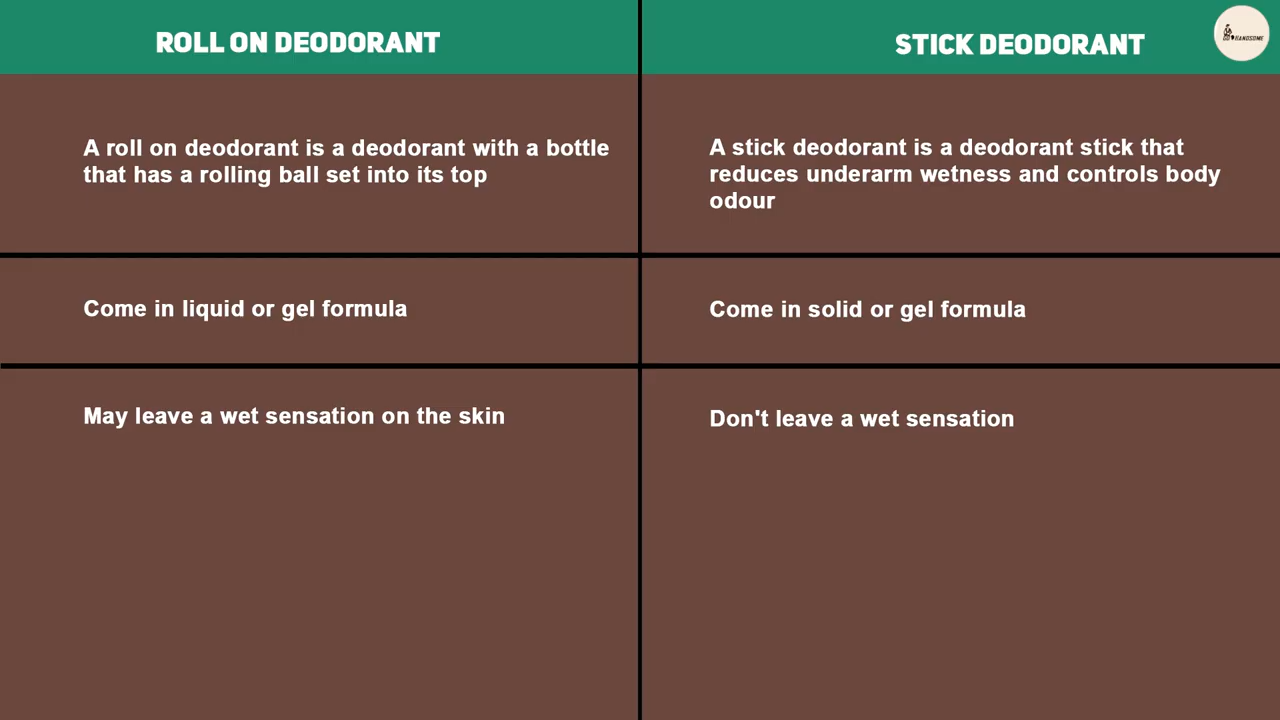 ROLL ON DEODORANT
STICK DEODORANT
HANDSOME
A roll on deodorant is a deodorant with a bottle
that has a rolling ball set into its top
A stick deodorant is a deodorant stick that
reduces underarm wetness and controls body
odour
Come in liquid or gel formula
Come in solid or gel formula
May leave a wet sensation on the skin
Don't leave a wet sensation